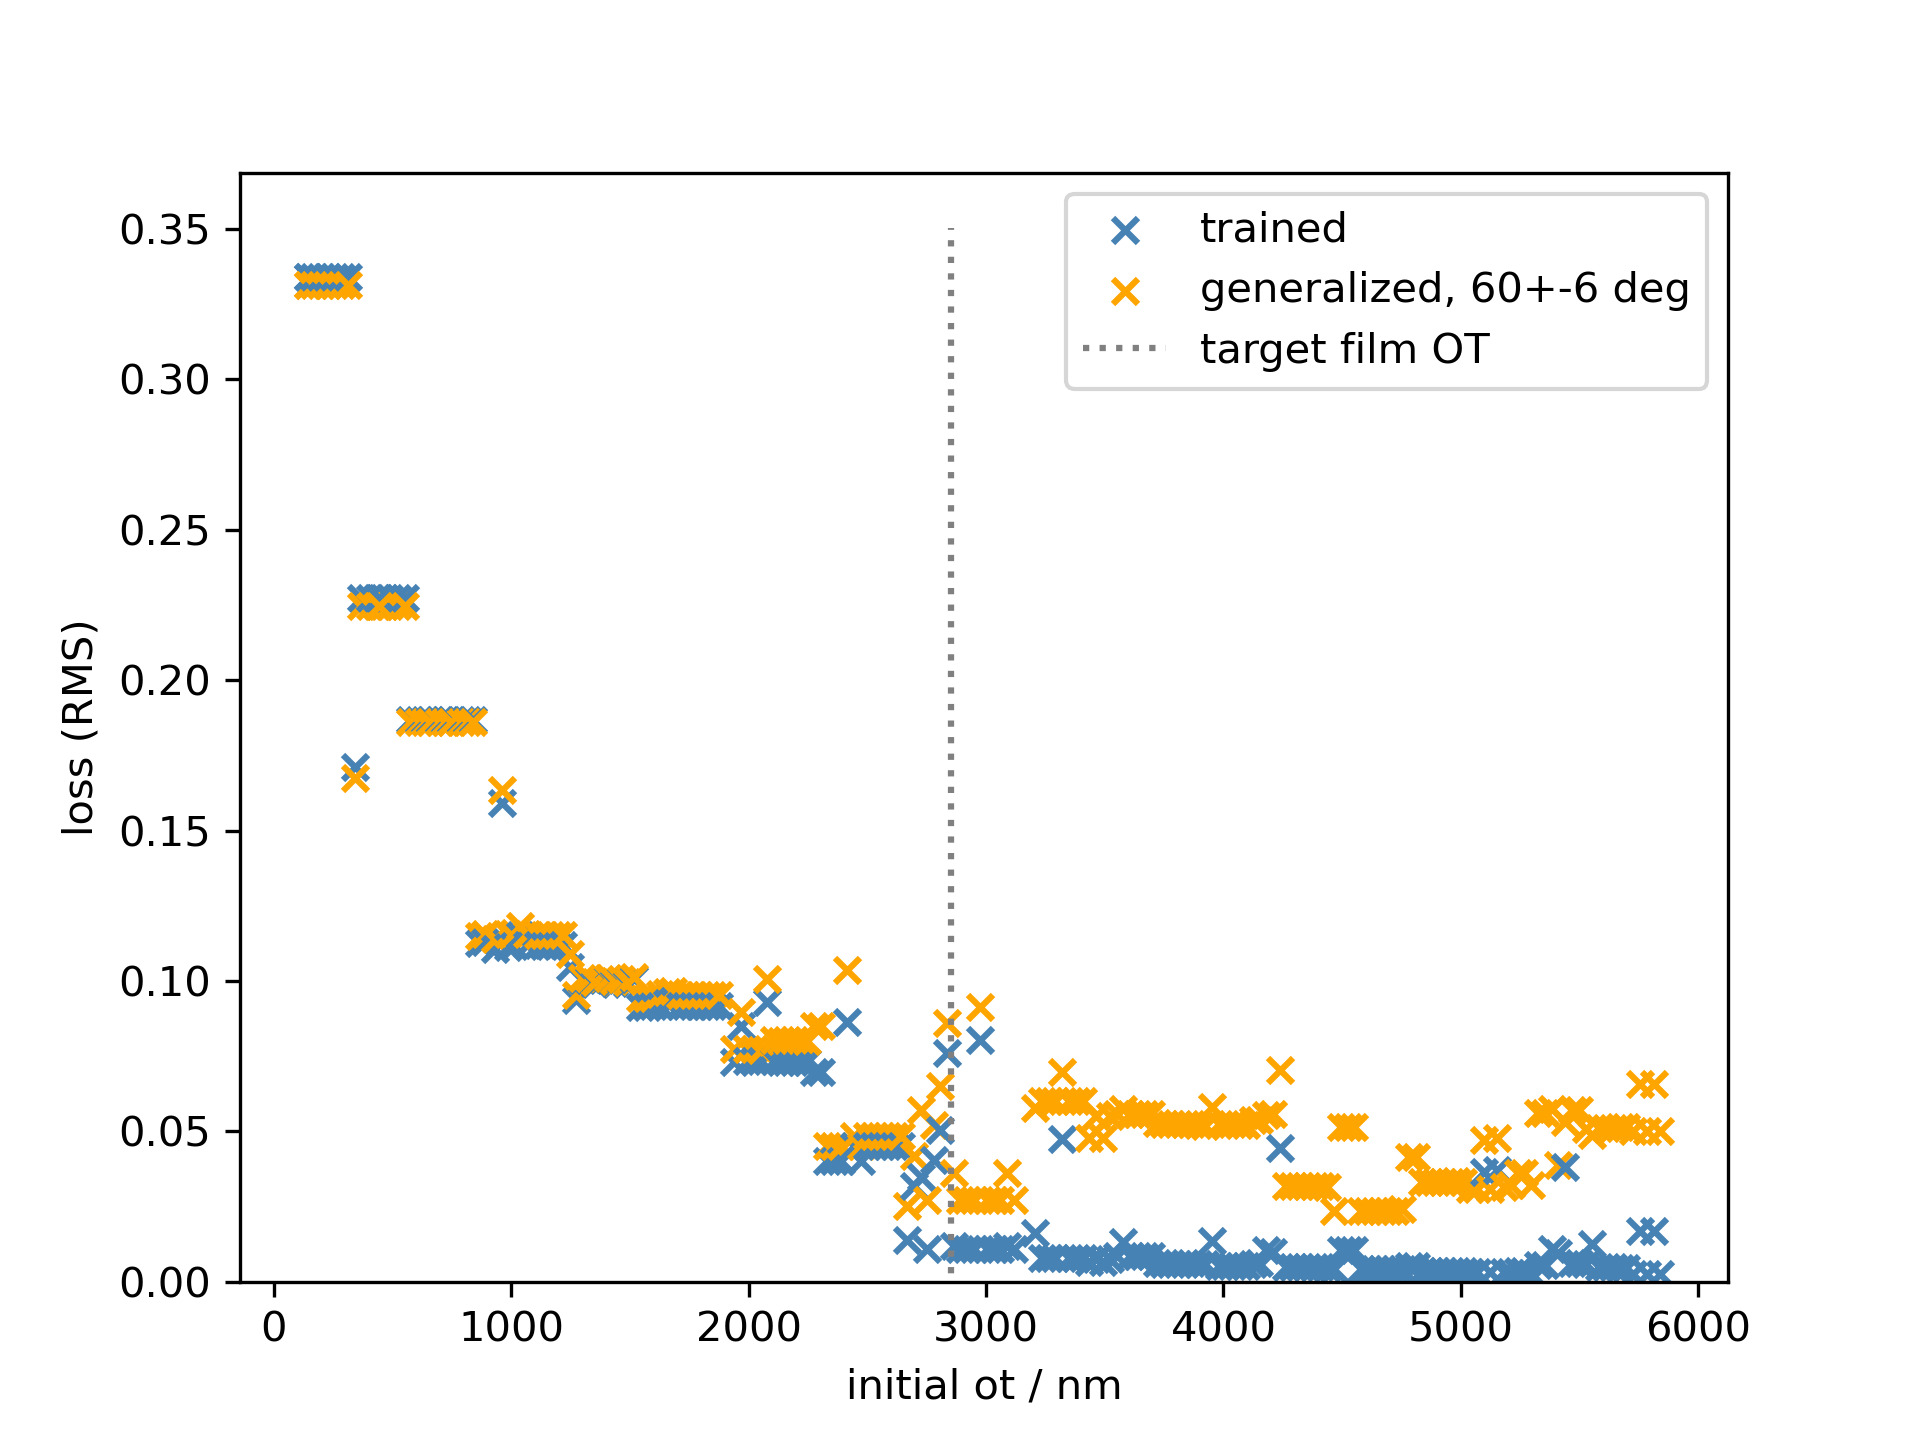 trained
generalized, 60+-6 deg
target film OT
0.35
0.30
0.25
0.20
0.15
0.10
0.05
0.00
loss (RMS)
0 1000 2000 3000 4000 5000 6000
initial ot / nm